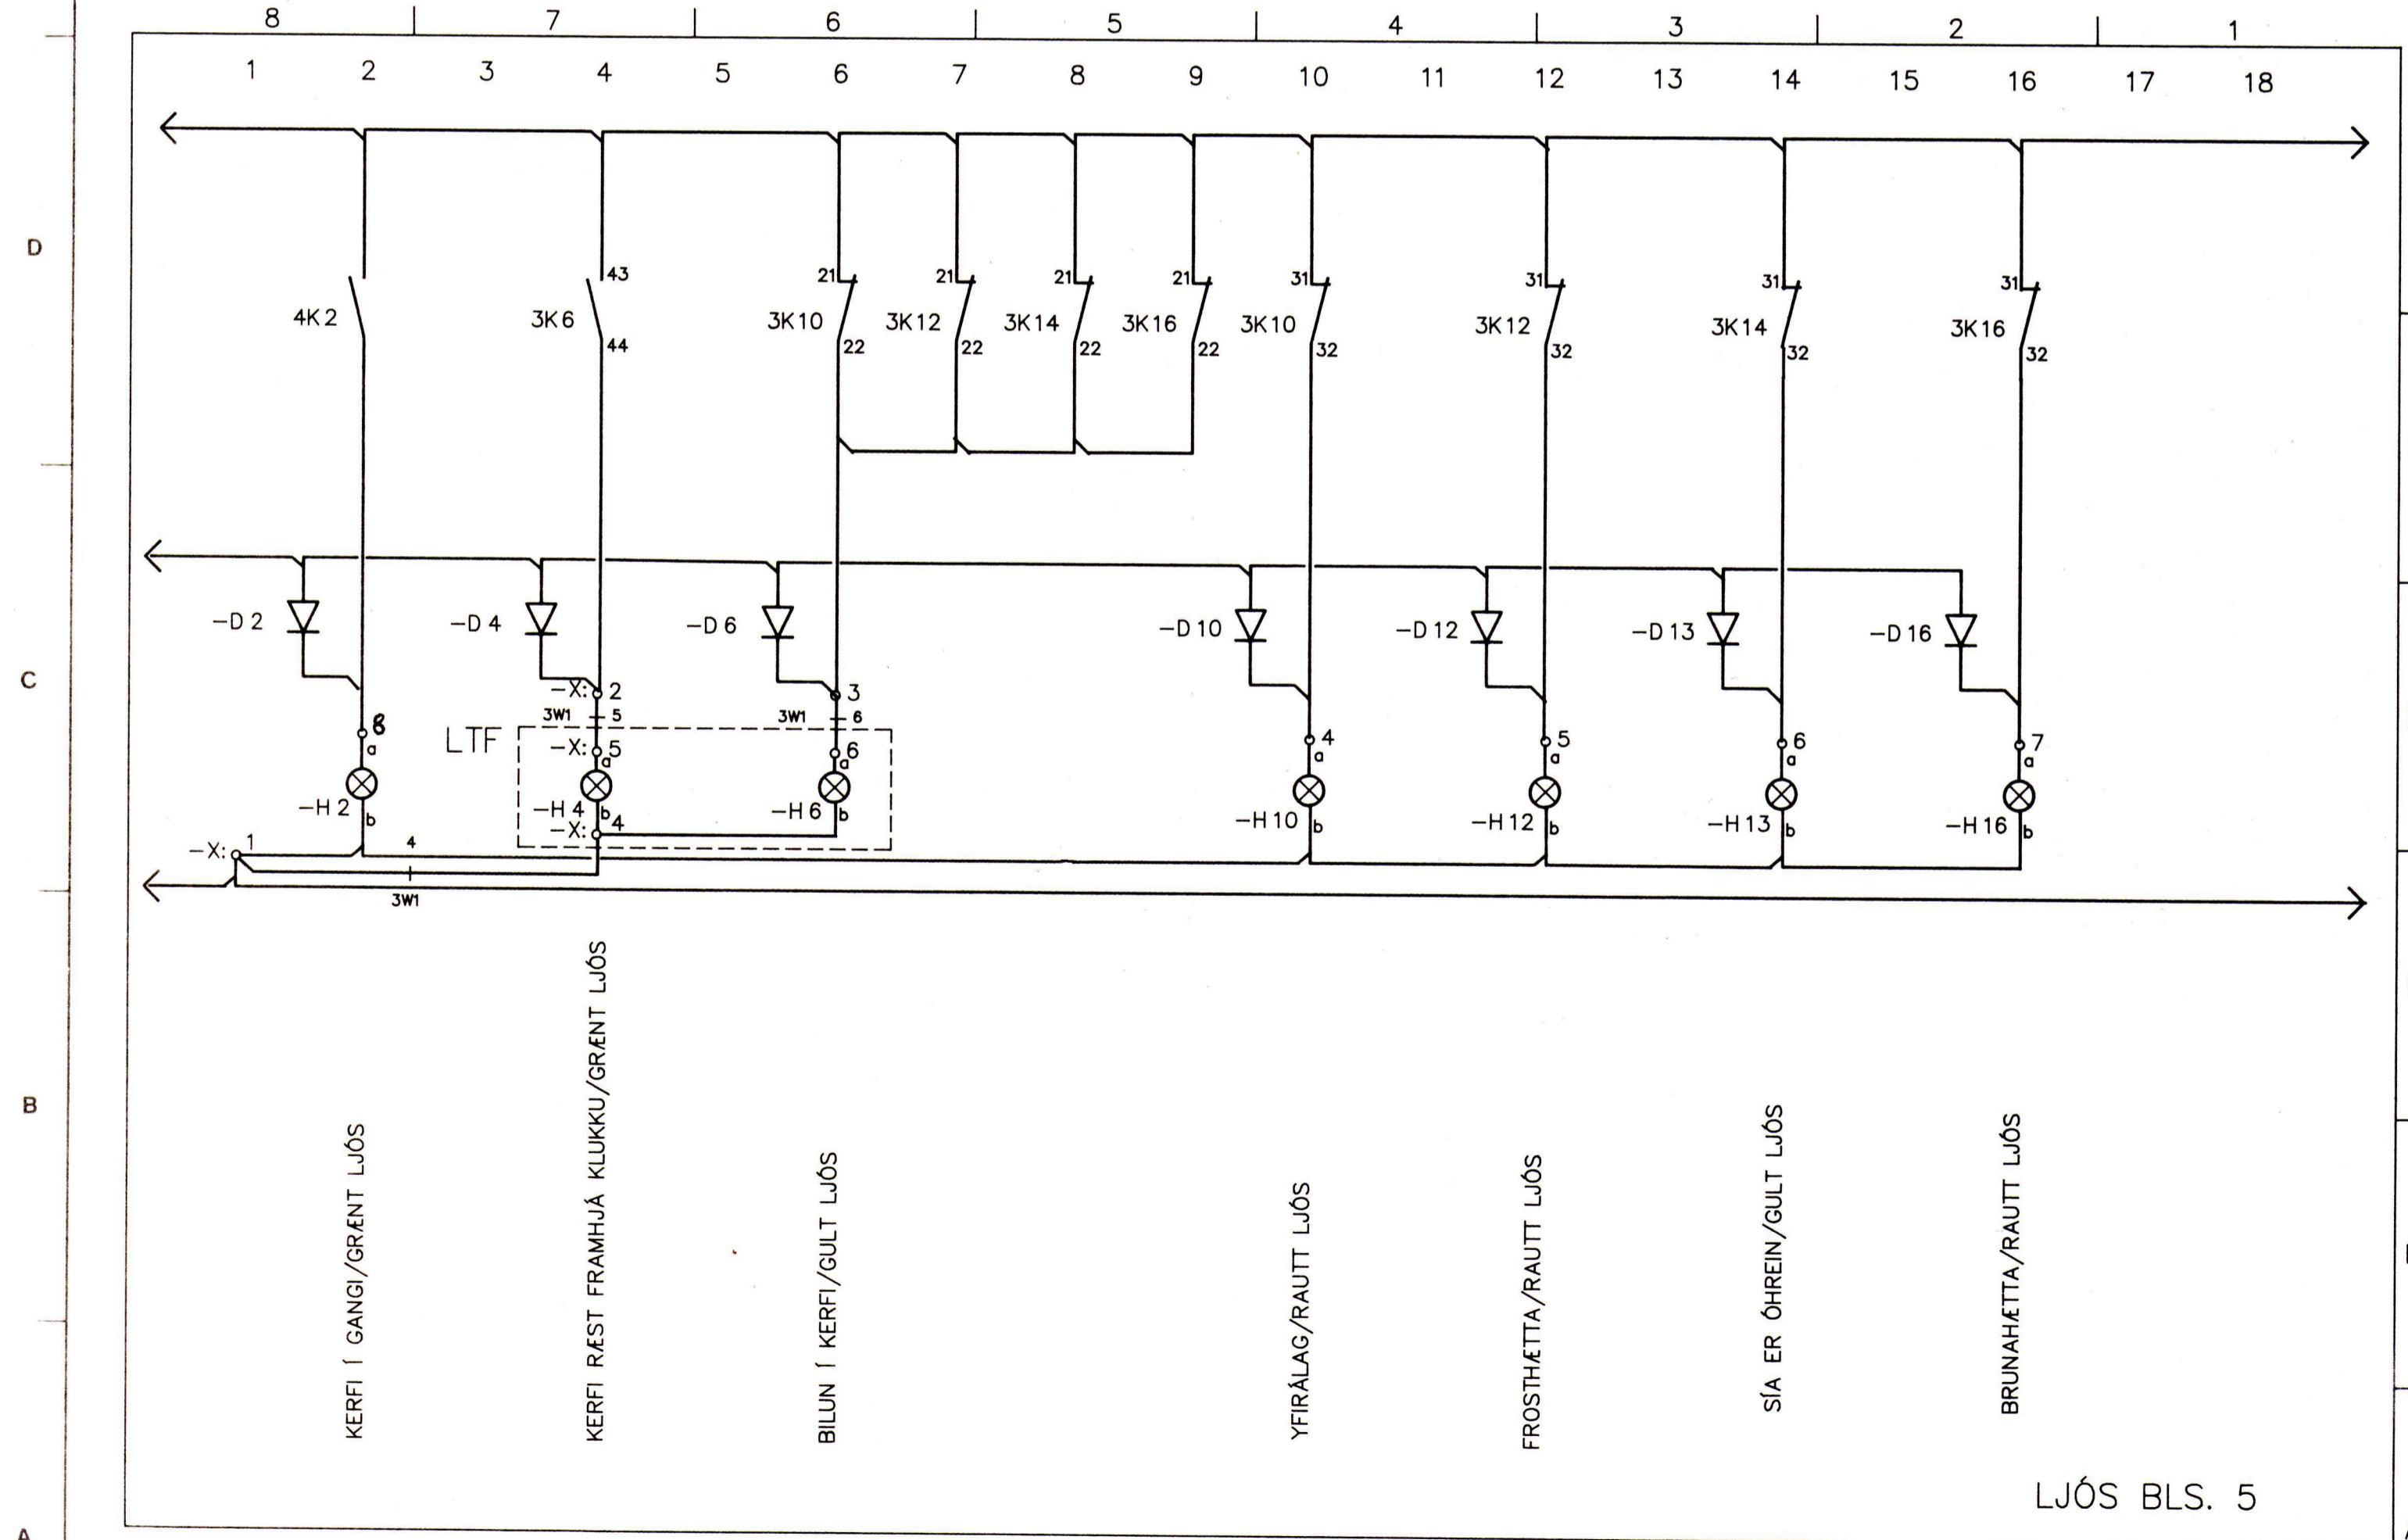 8 7 6 5 4 3 2 1
1 2 3 4 5 6 7 8 9 10 11 12 13 14 15 16 17 18
D
43 21 21 21 21 31 31 31 31
4K2 3K6 3K10 3K12 3K14 3K16 3K10 3K12 3K14 3K16
44 22 22 22 22 32 32 32 32
C
-D2 -D4 -D6 -D10 -D12 -D13 -D16
-X: 2 3
3W1 5 3W1 6
8 LTF -X: 5 6 4 5 6 7
a a a a a a a
-H2 -H4 -H6 -H10 -H12 -H13 -H16
b b b b b b b
-X: 4
-X: 1 4
3W1
B
KERFI Í GANGI/GRÆNT LJÓS
KERFI RÆST FRAMHJÁ KLUKKU/GRÆNT LJÓS
BILUN Í KERFI/GULT LJÓS
YFIRÁLAG/RAUTT LJÓS
FROSTHÆTTA/RAUTT LJÓS
SÍA ER ÓHREIN/GULT LJÓS
BRUNAHÆTTA/RAUTT LJÓS
LJÓS BLS. 5
A